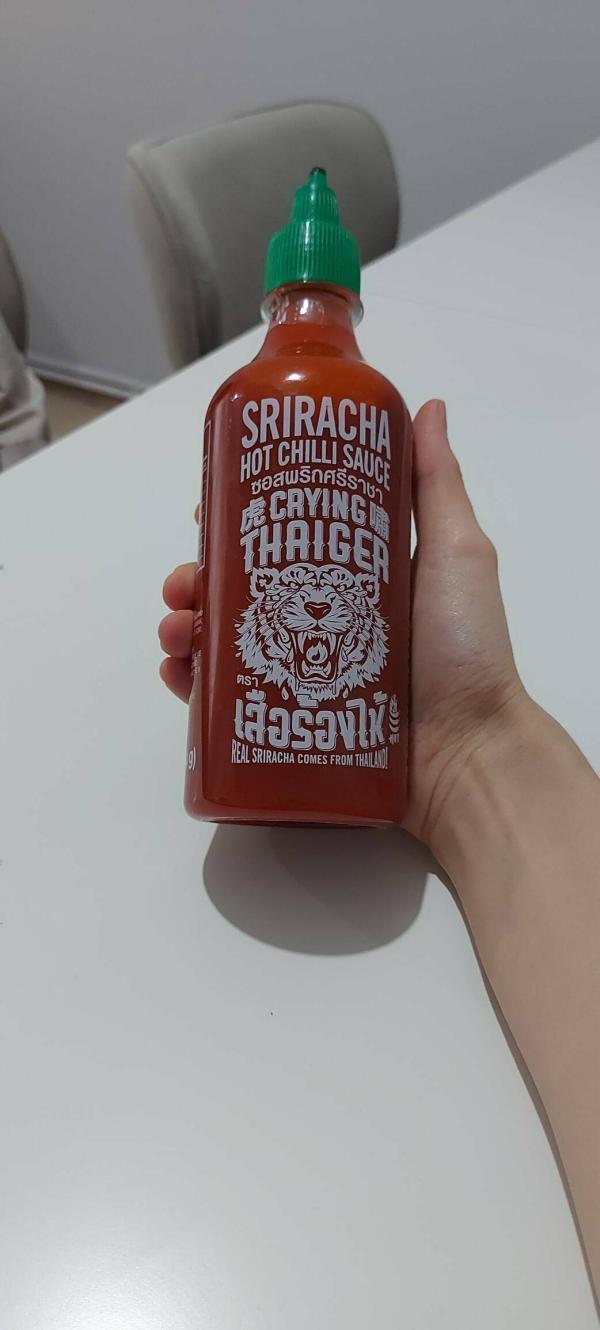 SRIRACHA
HOT CHILLI SAUCE
ซอสพริกศรีราชา
虎 CRYING 嘯
THAIGER
ตรา
เสือร้องไห้
HOT
REAL SRIRACHA COMES FROM THAILAND!
g)